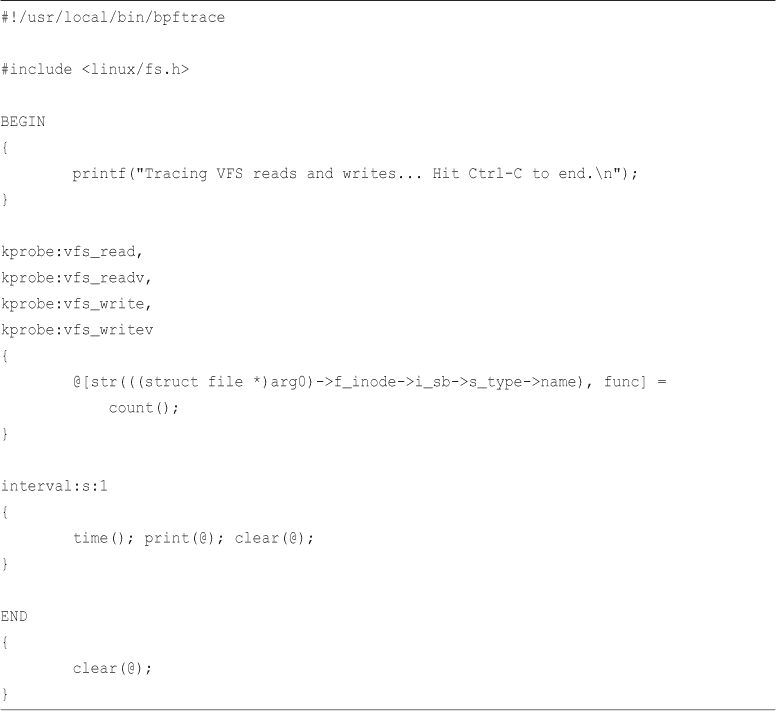 #!/usr/local/bin/bpftrace
#include <linux/fs.h>
BEGIN
{
        printf("Tracing VFS reads and writes... Hit Ctrl-C to end.\n");
}
kprobe:vfs_read,
kprobe:vfs_readv,
kprobe:vfs_write,
kprobe:vfs_writev
{
        @[str(((struct file *)arg0)->f_inode->i_sb->s_type->name), func] =
            count();
}
interval:s:1
{
        time(); print(@); clear(@);
}
END
{
        clear(@);
}